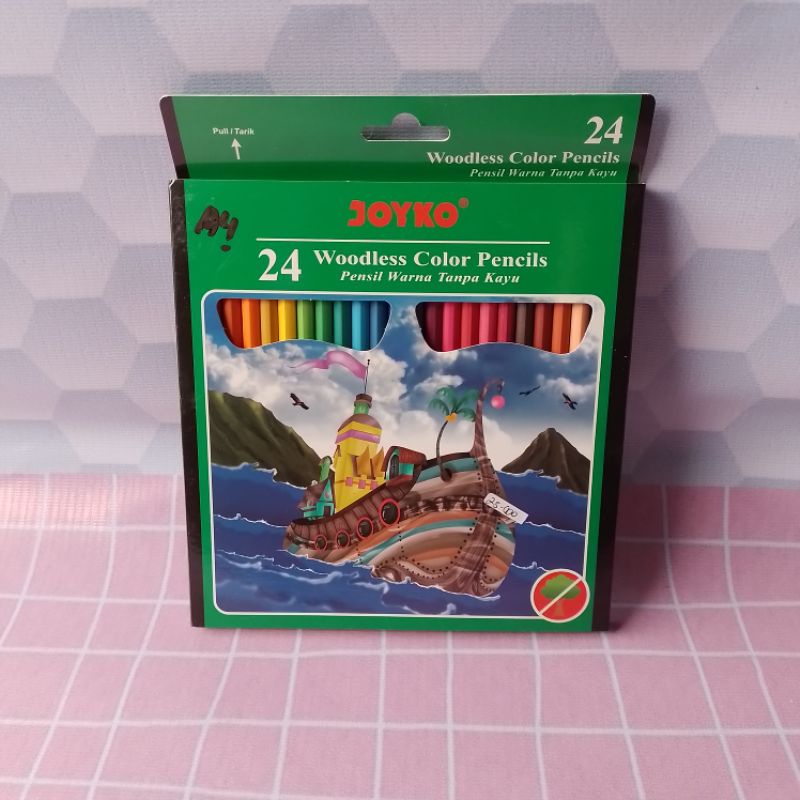 Pull / Tarik
24
Woodless Color Pencils
Pensil Warna Tanpa Kayu
A4
JOYKO®
24 Woodless Color Pencils
Pensil Warna Tanpa Kayu